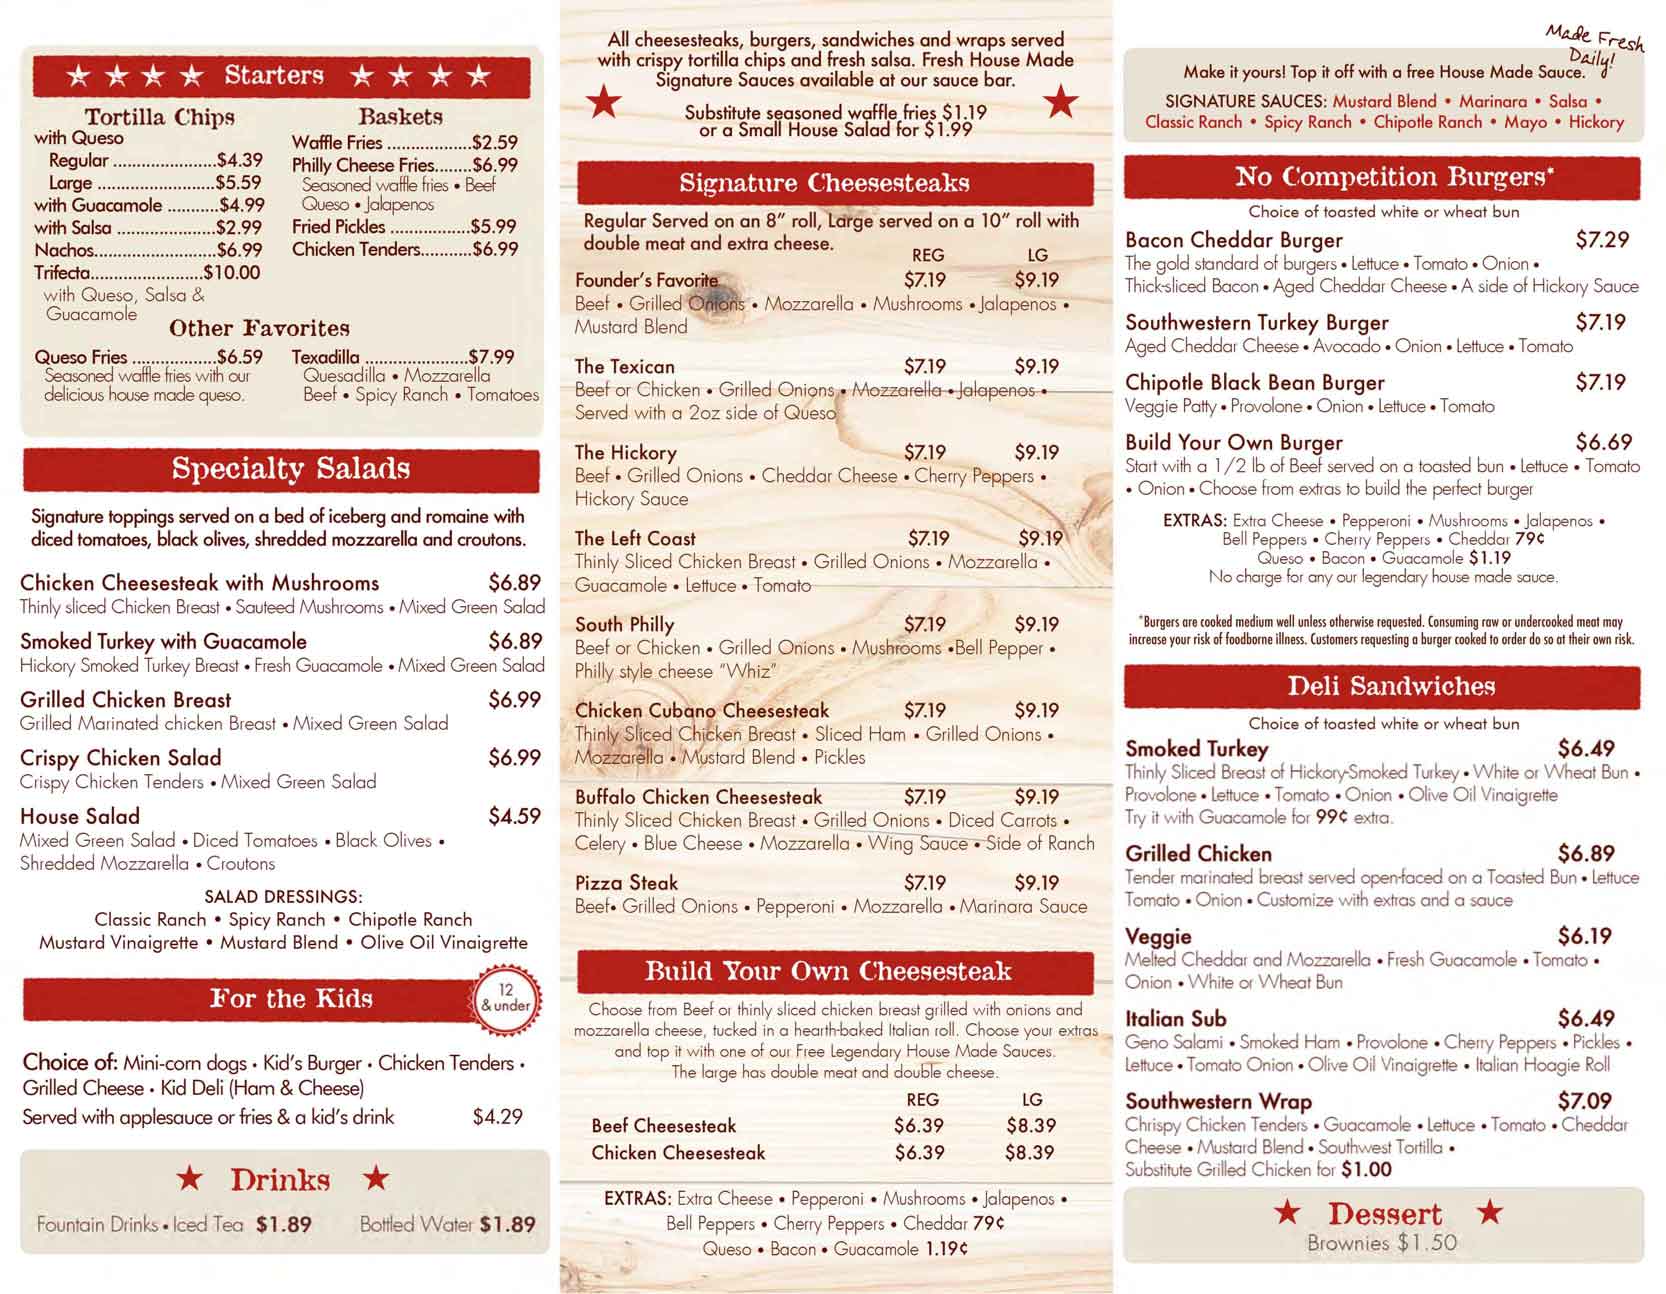 ★ ★ ★ ★ Starters ★ ★ ★ ★
Tortilla Chips
with Queso
Regular ......................$4.39
Large .........................$5.59
with Guacamole ...........$4.99
with Salsa .....................$2.99
Nachos..........................$6.99
Trifecta........................$10.00
with Queso, Salsa &
Guacamole
Baskets
Waffle Fries ..................$2.59
Philly Cheese Fries........$6.99
Seasoned waffle fries • Beef
Queso • Jalapenos
Fried Pickles .................$5.99
Chicken Tenders...........$6.99
Other Favorites
Queso Fries ..................$6.59
Seasoned waffle fries with our
delicious house made queso.
Texadilla ......................$7.99
Quesadilla • Mozzarella
Beef • Spicy Ranch • Tomatoes
Specialty Salads
Signature toppings served on a bed of iceberg and romaine with
diced tomatoes, black olives, shredded mozzarella and croutons.
Chicken Cheesesteak with Mushrooms $6.89
Thinly sliced Chicken Breast • Sauteed Mushrooms • Mixed Green Salad
Smoked Turkey with Guacamole $6.89
Hickory Smoked Turkey Breast • Fresh Guacamole • Mixed Green Salad
Grilled Chicken Breast $6.99
Grilled Marinated chicken Breast • Mixed Green Salad
Crispy Chicken Salad $6.99
Crispy Chicken Tenders • Mixed Green Salad
House Salad $4.59
Mixed Green Salad • Diced Tomatoes • Black Olives •
Shredded Mozzarella • Croutons
SALAD DRESSINGS:
Classic Ranch • Spicy Ranch • Chipotle Ranch
Mustard Vinaigrette • Mustard Blend • Olive Oil Vinaigrette
For the Kids
12
& under
Choice of: Mini-corn dogs • Kid's Burger • Chicken Tenders •
Grilled Cheese • Kid Deli (Ham & Cheese)
Served with applesauce or fries & a kid's drink $4.29
★ Drinks ★
Fountain Drinks • Iced Tea $1.89 Bottled Water $1.89
All cheesesteaks, burgers, sandwiches and wraps served
with crispy tortilla chips and fresh salsa. Fresh House Made
Signature Sauces available at our sauce bar.
Substitute seasoned waffle fries $1.19
or a Small House Salad for $1.99
Signature Cheesesteaks
Regular Served on an 8" roll, Large served on a 10" roll with
double meat and extra cheese.
REG LG
Founder's Favorite $7.19 $9.19
Beef • Grilled Onions • Mozzarella • Mushrooms • Jalapenos •
Mustard Blend
The Texican $7.19 $9.19
Beef or Chicken • Grilled Onions • Mozzarella • Jalapenos •
Served with a 2oz side of Queso
The Hickory $7.19 $9.19
Beef • Grilled Onions • Cheddar Cheese • Cherry Peppers •
Hickory Sauce
The Left Coast $7.19 $9.19
Thinly Sliced Chicken Breast • Grilled Onions • Mozzarella •
Guacamole • Lettuce • Tomato
South Philly $7.19 $9.19
Beef or Chicken • Grilled Onions • Mushrooms •Bell Pepper •
Philly style cheese "Whiz"
Chicken Cubano Cheesesteak $7.19 $9.19
Thinly Sliced Chicken Breast • Sliced Ham • Grilled Onions •
Mozzarella • Mustard Blend • Pickles
Buffalo Chicken Cheesesteak $7.19 $9.19
Thinly Sliced Chicken Breast • Grilled Onions • Diced Carrots •
Celery • Blue Cheese • Mozzarella • Wing Sauce • Side of Ranch
Pizza Steak $7.19 $9.19
Beef• Grilled Onions • Pepperoni • Mozzarella • Marinara Sauce
Build Your Own Cheesesteak
Choose from Beef or thinly sliced chicken breast grilled with onions and
mozzarella cheese, tucked in a hearth-baked Italian roll. Choose your extras
and top it with one of our Free Legendary House Made Sauces.
The large has double meat and double cheese.
REG LG
Beef Cheesesteak $6.39 $8.39
Chicken Cheesesteak $6.39 $8.39
EXTRAS: Extra Cheese • Pepperoni • Mushrooms • Jalapenos •
Bell Peppers • Cherry Peppers • Cheddar 79¢
Queso • Bacon • Guacamole 1.19¢
Made Fresh
Daily!
Make it yours! Top it off with a free House Made Sauce.
SIGNATURE SAUCES: Mustard Blend • Marinara • Salsa •
Classic Ranch • Spicy Ranch • Chipotle Ranch • Mayo • Hickory
No Competition Burgers*
Choice of toasted white or wheat bun
Bacon Cheddar Burger $7.29
The gold standard of burgers • Lettuce • Tomato • Onion •
Thick-sliced Bacon • Aged Cheddar Cheese • A side of Hickory Sauce
Southwestern Turkey Burger $7.19
Aged Cheddar Cheese • Avocado • Onion • Lettuce • Tomato
Chipotle Black Bean Burger $7.19
Veggie Patty • Provolone • Onion • Lettuce • Tomato
Build Your Own Burger $6.69
Start with a 1/2 lb of Beef served on a toasted bun • Lettuce • Tomato
• Onion • Choose from extras to build the perfect burger
EXTRAS: Extra Cheese • Pepperoni • Mushrooms • Jalapenos •
Bell Peppers • Cherry Peppers • Cheddar 79¢
Queso • Bacon • Guacamole $1.19
No charge for any our legendary house made sauce.
*Burgers are cooked medium well unless otherwise requested. Consuming raw or undercooked meat may
increase your risk of foodborne illness. Customers requesting a burger cooked to order do so at their own risk.
Deli Sandwiches
Choice of toasted white or wheat bun
Smoked Turkey $6.49
Thinly Sliced Breast of Hickory-Smoked Turkey • White or Wheat Bun •
Provolone • Lettuce • Tomato • Onion • Olive Oil Vinaigrette
Try it with Guacamole for 99¢ extra.
Grilled Chicken $6.89
Tender marinated breast served open-faced on a Toasted Bun • Lettuce
Tomato • Onion • Customize with extras and a sauce
Veggie $6.19
Melted Cheddar and Mozzarella • Fresh Guacamole • Tomato •
Onion • White or Wheat Bun
Italian Sub $6.49
Geno Salami • Smoked Ham • Provolone • Cherry Peppers • Pickles •
Lettuce • Tomato Onion • Olive Oil Vinaigrette • Italian Hoagie Roll
Southwestern Wrap $7.09
Chrispy Chicken Tenders • Guacamole • Lettuce • Tomato • Cheddar
Cheese • Mustard Blend • Southwest Tortilla •
Substitute Grilled Chicken for $1.00
★ Dessert ★
Brownies $1.50